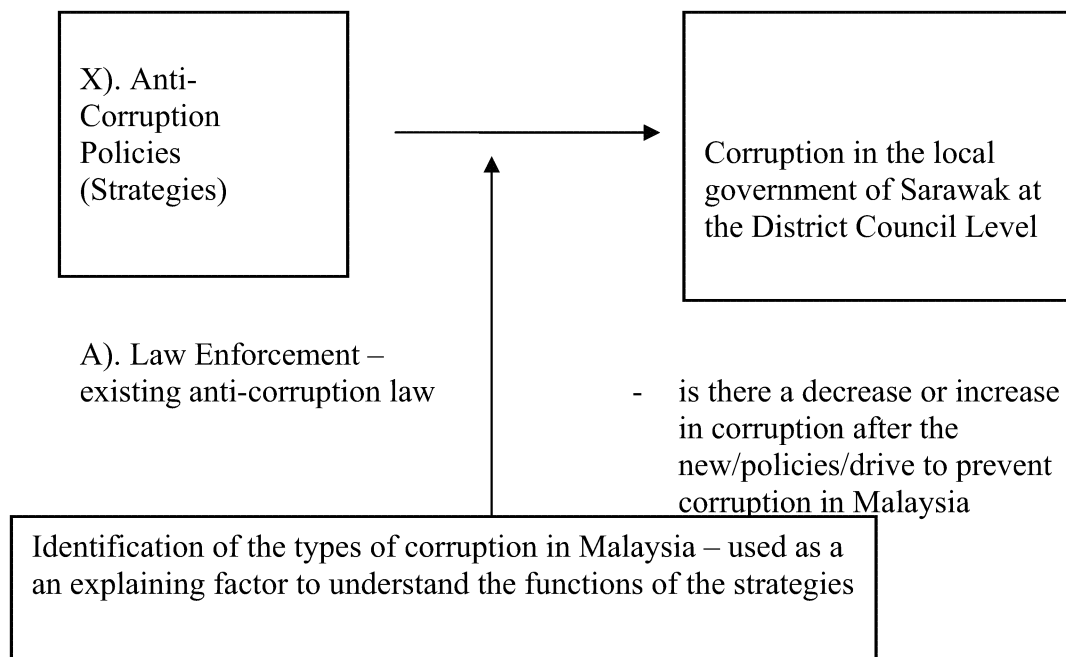 X). Anti-
Corruption
Policies
(Strategies)
Corruption in the local
government of Sarawak at
the District Council Level
A). Law Enforcement –
existing anti-corruption law
- is there a decrease or increase
in corruption after the
new/policies/drive to prevent
corruption in Malaysia
Identification of the types of corruption in Malaysia – used as a
an explaining factor to understand the functions of the strategies